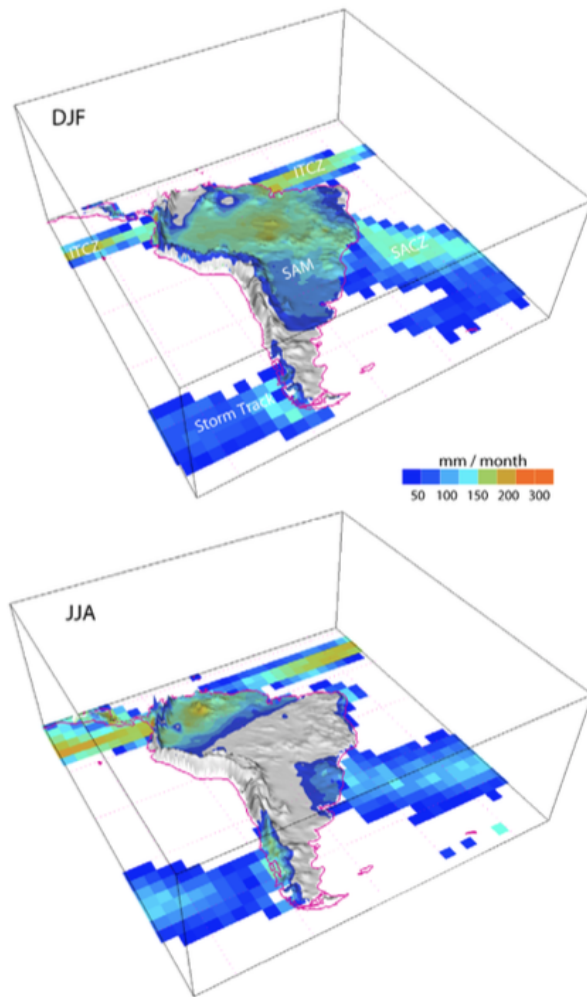 DJF
ITCZ
ITCZ
SACZ
SAM
Storm Track
mm / month
50 100 150 200 300
JJA